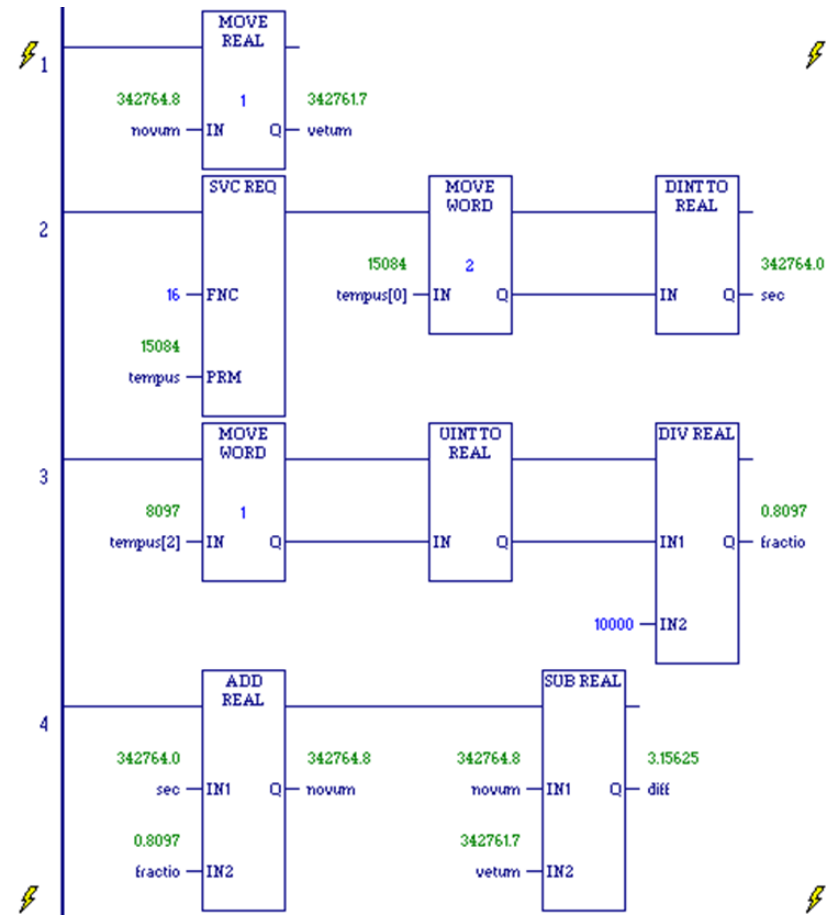 MOVE
REAL
1
342764.8 1 342761.7
novum IN Q vetum
SVC REQ MOVE WORD DINT TO REAL
2
15084 2 342764.0
16 FNC tempus[0] IN Q IN Q sec
15084
tempus PRM
MOVE WORD UINT TO REAL DIV REAL
3
8097 1 0.8097
tempus[2] IN Q IN Q IN1 Q fractio
10000 IN2
ADD REAL SUB REAL
4
342764.0 342764.8 342764.8 3.15625
sec IN1 Q novum novum IN1 Q diff
0.8097 342761.7
fractio IN2 vetum IN2